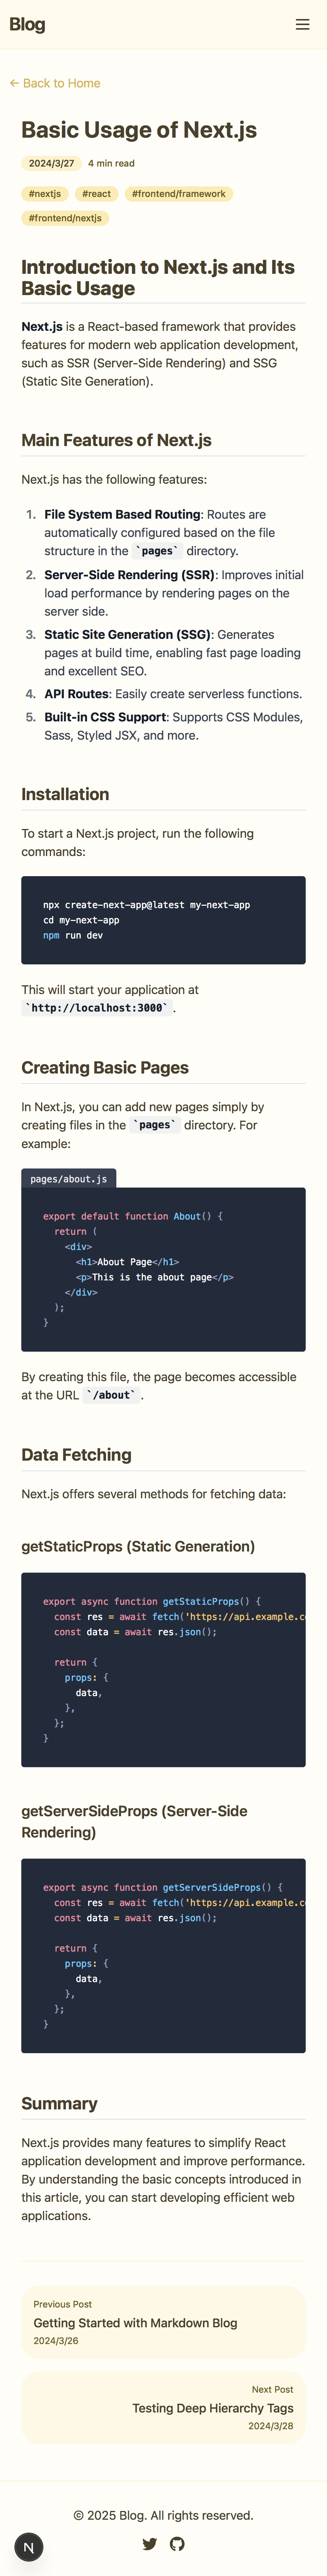 Blog
← Back to Home
Basic Usage of Next.js
2024/3/27 4 min read
#nextjs #react #frontend/framework
#frontend/nextjs
Introduction to Next.js and Its
Basic Usage
Next.js is a React-based framework that provides
features for modern web application development,
such as SSR (Server-Side Rendering) and SSG
(Static Site Generation).
Main Features of Next.js
Next.js has the following features:
1. File System Based Routing: Routes are
automatically configured based on the file
structure in the `pages` directory.
2. Server-Side Rendering (SSR): Improves initial
load performance by rendering pages on the
server side.
3. Static Site Generation (SSG): Generates
pages at build time, enabling fast page loading
and excellent SEO.
4. API Routes: Easily create serverless functions.
5. Built-in CSS Support: Supports CSS Modules,
Sass, Styled JSX, and more.
Installation
To start a Next.js project, run the following
commands:
npx create-next-app@latest my-next-app
cd my-next-app
npm run dev
This will start your application at
`http://localhost:3000`.
Creating Basic Pages
In Next.js, you can add new pages simply by
creating files in the `pages` directory. For
example:
pages/about.js
export default function About() {
return (
<div>
<h1>About Page</h1>
<p>This is the about page</p>
</div>
);
}
By creating this file, the page becomes accessible
at the URL `/about`.
Data Fetching
Next.js offers several methods for fetching data:
getStaticProps (Static Generation)
export async function getStaticProps() {
const res = await fetch('https://api.example.c
const data = await res.json();
return {
props: {
data,
},
};
}
getServerSideProps (Server-Side
Rendering)
export async function getServerSideProps() {
const res = await fetch('https://api.example.c
const data = await res.json();
return {
props: {
data,
},
};
}
Summary
Next.js provides many features to simplify React
application development and improve performance.
By understanding the basic concepts introduced in
this article, you can start developing efficient web
applications.
Previous Post
Getting Started with Markdown Blog
2024/3/26
Next Post
Testing Deep Hierarchy Tags
2024/3/28
© 2025 Blog. All rights reserved.
N